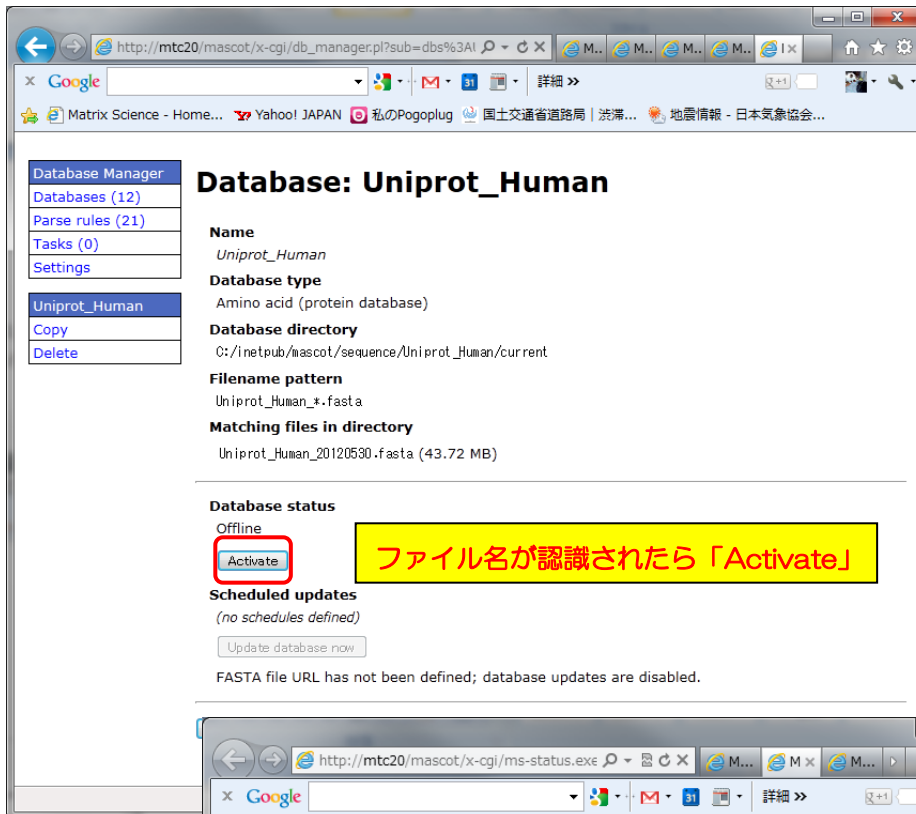 http://mtc20/mascot/x-cgi/db_manager.pl?sub=dbs%3A
M.. M.. M.. M.. I
x Google 詳細 »
Matrix Science - Home... Yahoo! JAPAN 私のPogoplug 国土交通省道路局 | 渋滞... 地震情報 - 日本気象協会...
Database Manager
Databases (12)
Parse rules (21)
Tasks (0)
Settings
Uniprot_Human
Copy
Delete
Database: Uniprot_Human
Name
Uniprot_Human
Database type
Amino acid (protein database)
Database directory
C:/inetpub/mascot/sequence/Uniprot_Human/current
Filename pattern
Uniprot_Human_*.fasta
Matching files in directory
Uniprot_Human_20120530.fasta (43.72 MB)
Database status
Offline
Activate
ファイル名が認識されたら「Activate」
Scheduled updates
(no schedules defined)
Update database now
FASTA file URL has not been defined; database updates are disabled.
http://mtc20/mascot/x-cgi/ms-status.exe
M... M M...
x Google 詳細 »